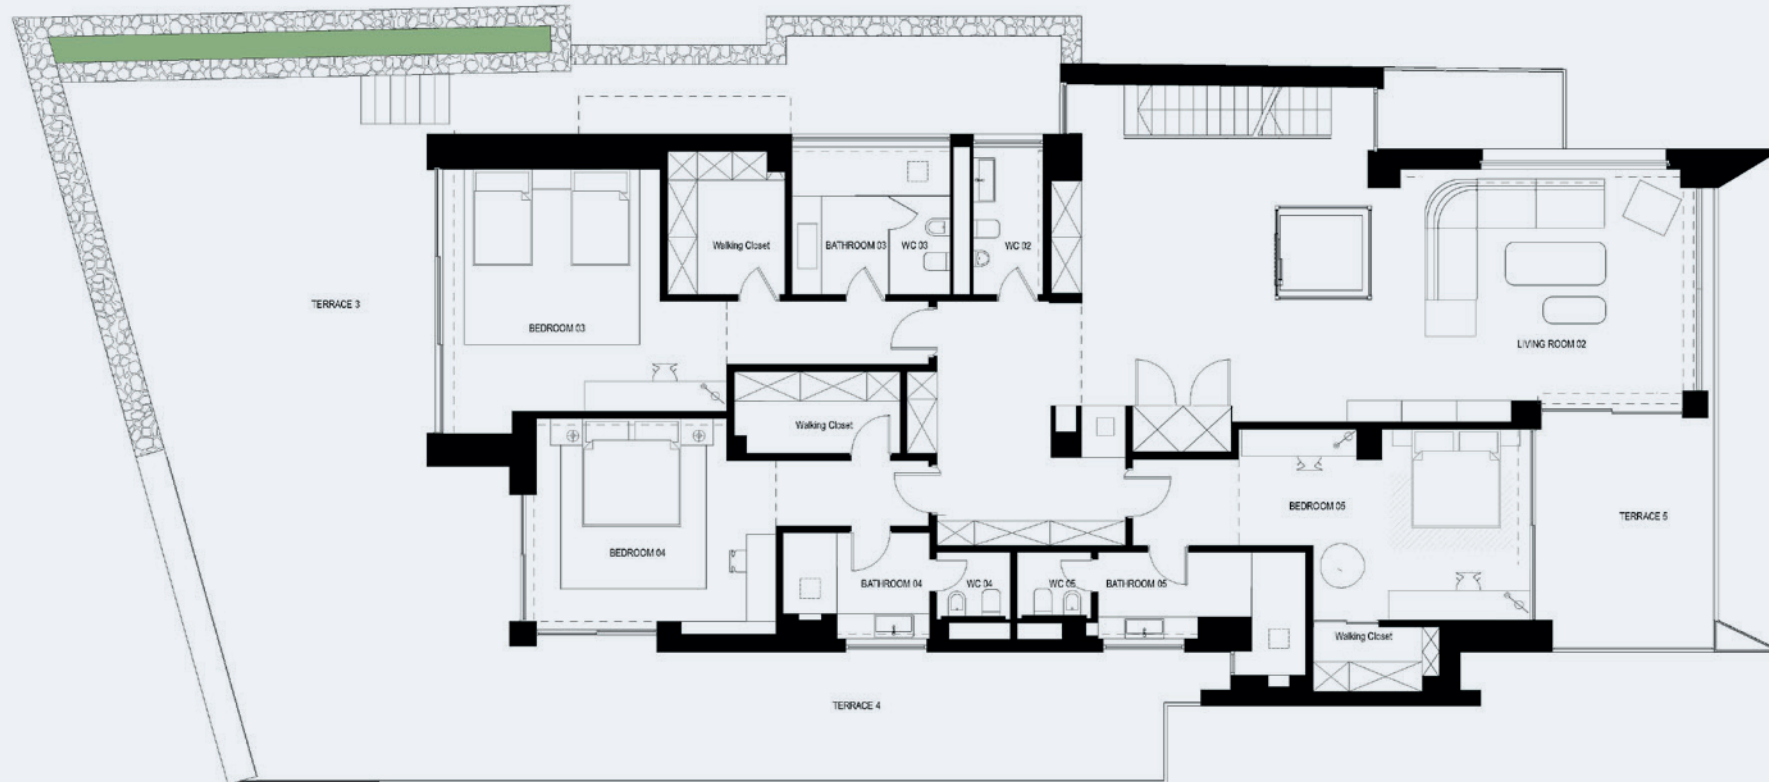 Walking Closet
BATHROOM 03
WC 03
WC 02
TERRACE 3
BEDROOM 03
LIVING ROOM 02
Walking Closet
BEDROOM 05
TERRACE 5
BEDROOM 04
BATHROOM 04
WC 04
WC 05
BATHROOM 05
Walking Closet
TERRACE 4